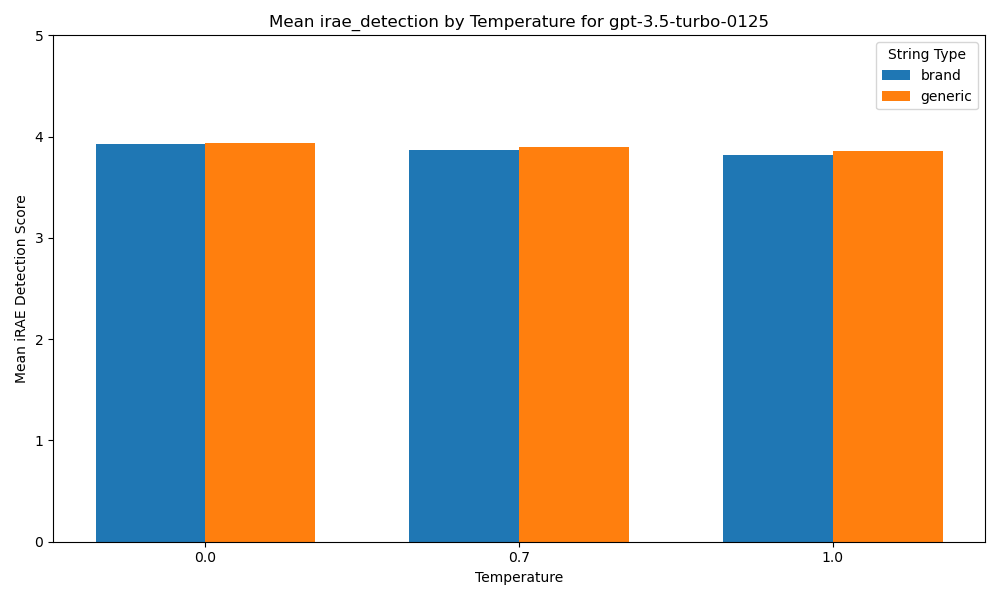 Mean irae_detection by Temperature for gpt-3.5-turbo-0125
String Type
brand
generic
Mean iRAE Detection Score
5
4
3
2
1
0
0.0 0.7 1.0
Temperature